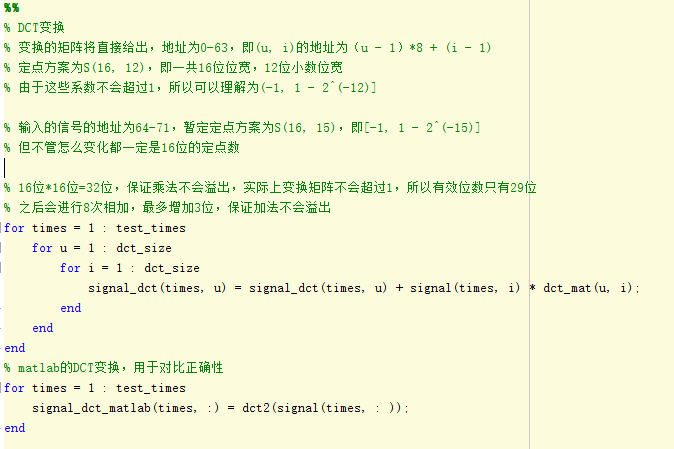 %%
% DCT变换
% 变换的矩阵将直接给出，地址为0-63，即(u, i)的地址为（u - 1）*8 + (i - 1)
% 定点方案为S(16, 12)，即一共16位位宽，12位小数位宽
% 由于这些系数不会超过1，所以可以理解为(-1, 1 - 2^(-12)]
% 输入的信号的地址为64-71，暂定定点方案为S(16, 15)，即[-1, 1 - 2^(-15)]
% 但不管怎么变化都一定是16位的定点数
% 16位*16位=32位，保证乘法不会溢出，实际上变换矩阵不会超过1，所以有效位数只有29位
% 之后会进行8次相加，最多增加3位，保证加法不会溢出
for times = 1 : test_times
for u = 1 : dct_size
for i = 1 : dct_size
signal_dct(times, u) = signal_dct(times, u) + signal(times, i) * dct_mat(u, i);
end
end
end
% matlab的DCT变换，用于对比正确性
for times = 1 : test_times
signal_dct_matlab(times, :) = dct2(signal(times, : ));
end